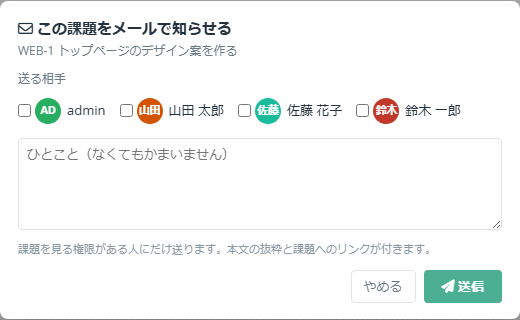 この課題をメールで知らせる
WEB-1 トップページのデザイン案を作る
送る相手
AD admin 山田 山田 太郎 佐藤 佐藤 花子 鈴木 鈴木 一郎
ひとこと（なくてもかまいません）
課題を見る権限がある人にだけ送ります。本文の抜粋と課題へのリンクが付きます。
やめる 送信